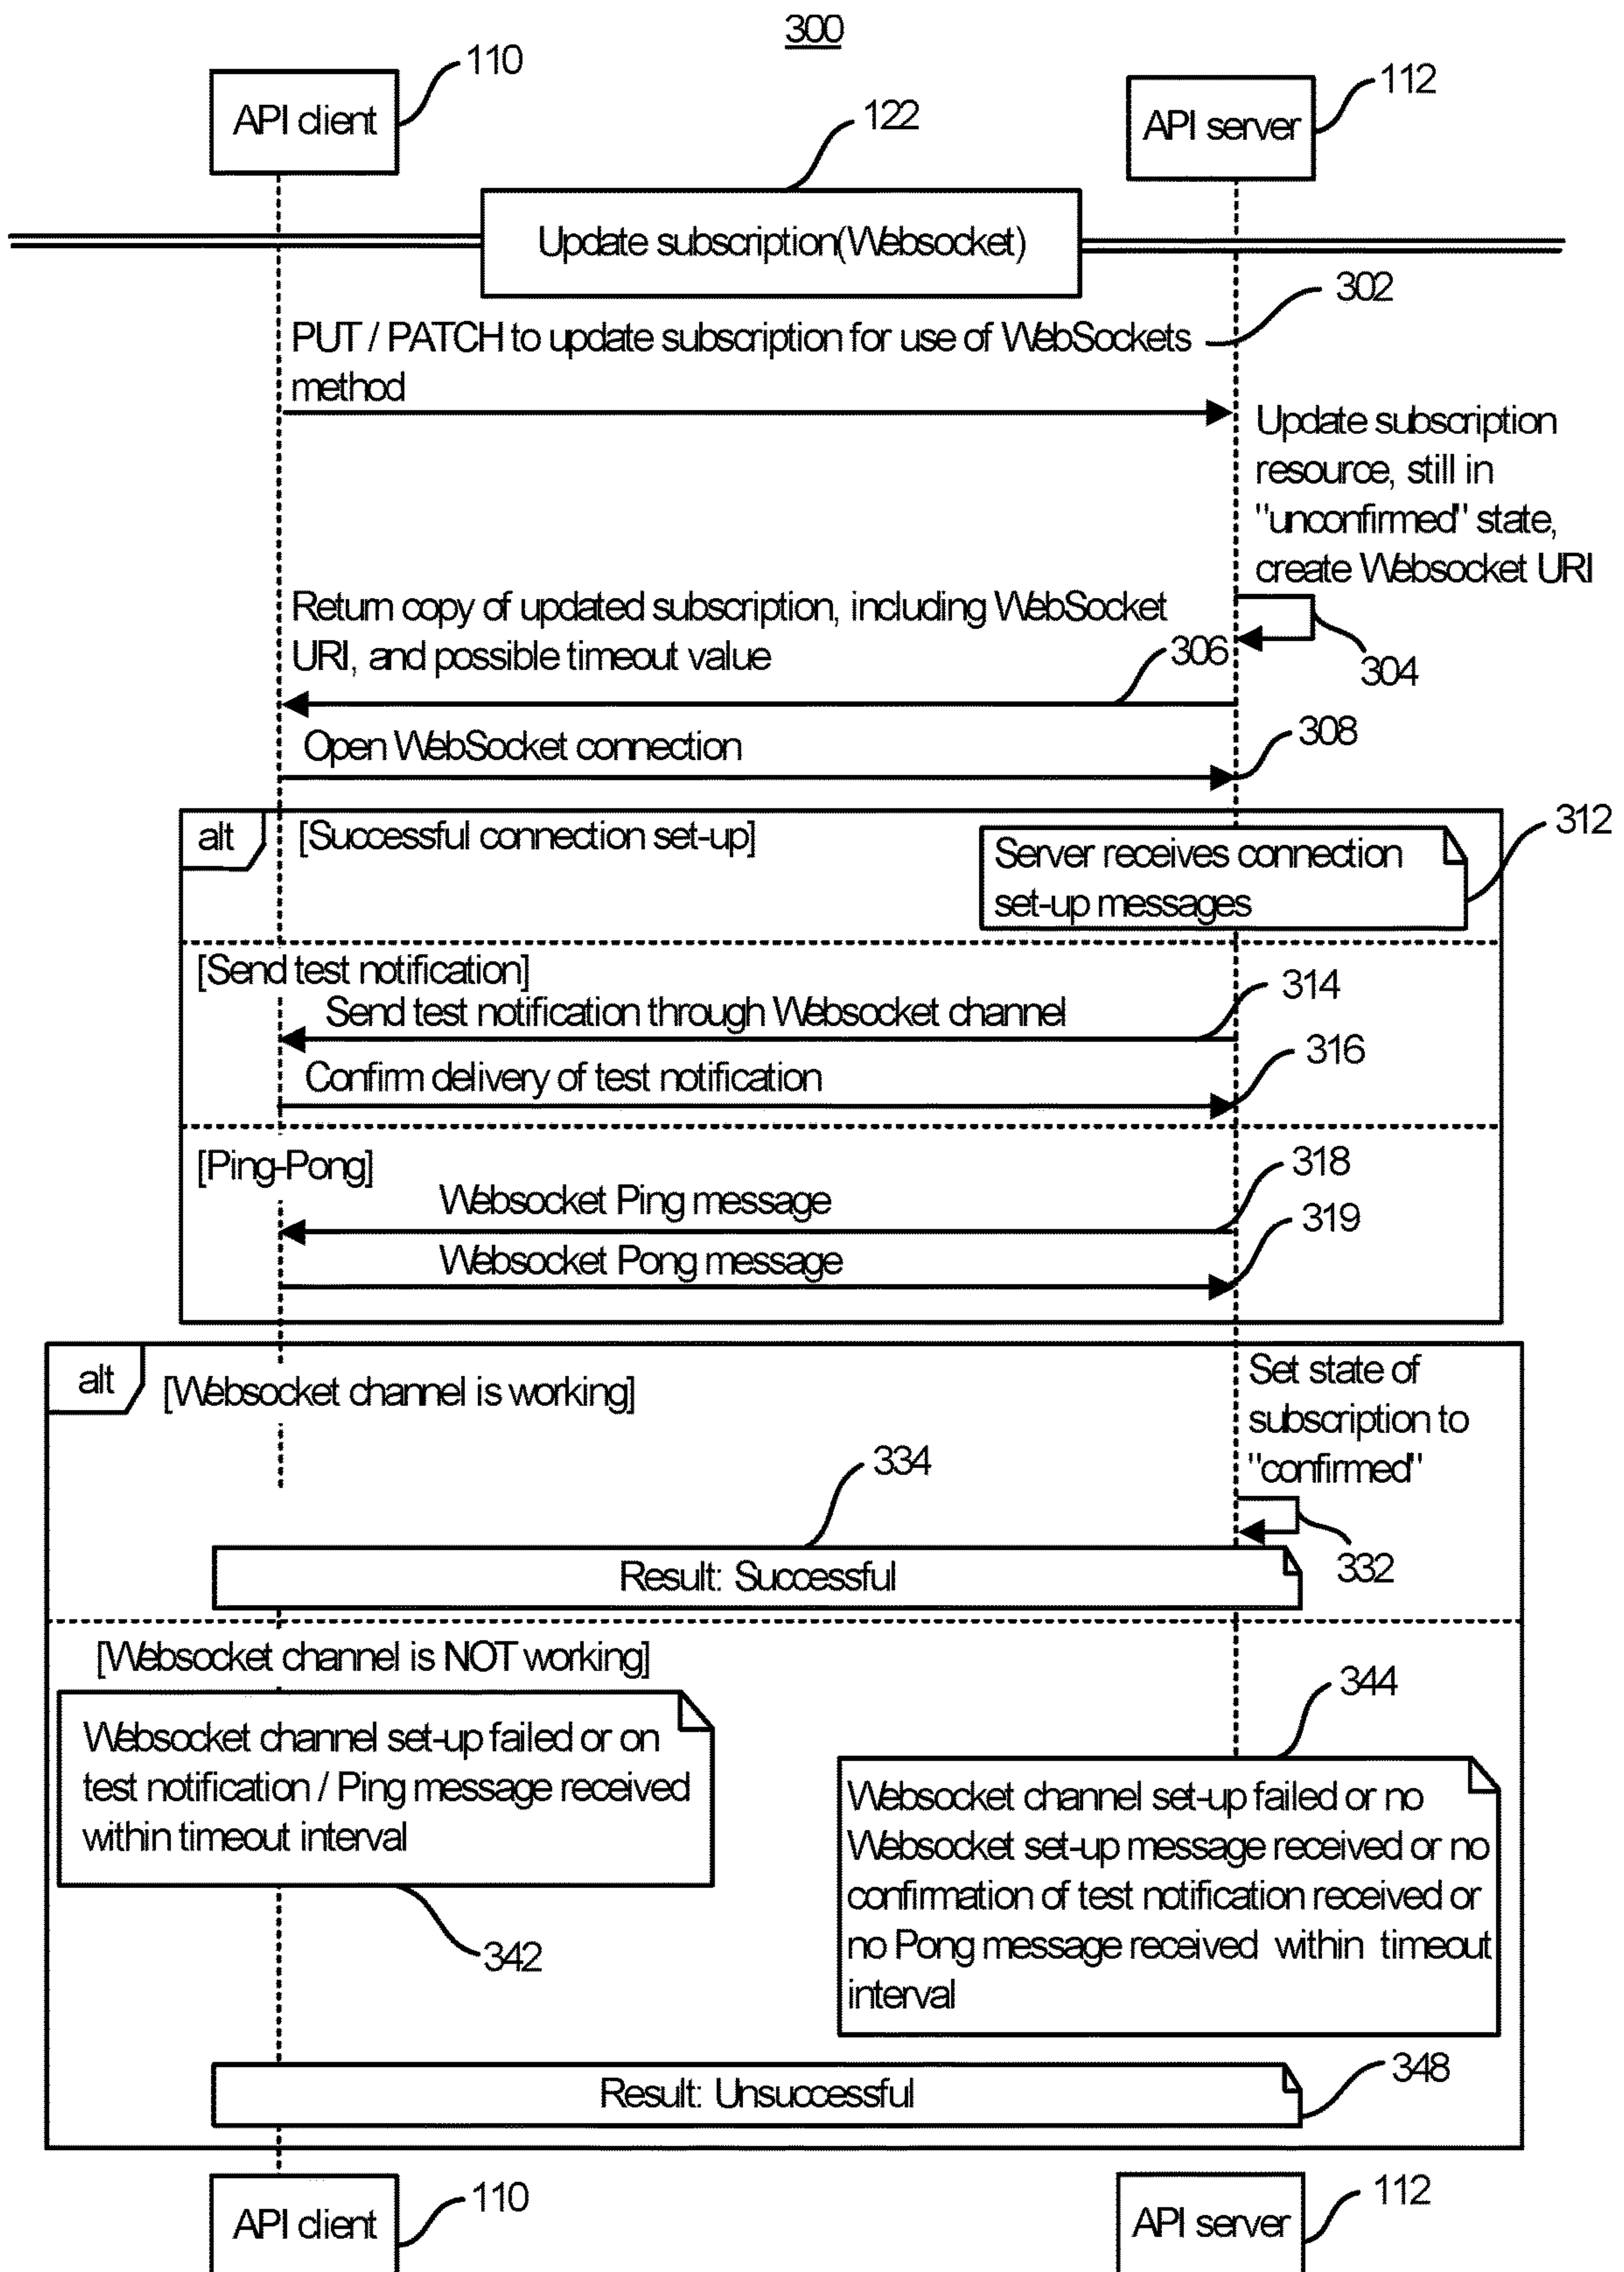 300
API client
110
API server
112
122
Update subscription(Websocket)
302
PUT / PATCH to update subscription for use of WebSockets
method
Update subscription
resource, still in
"unconfirmed" state,
create Websocket URI
Return copy of updated subscription, including WebSocket
URI, and possible timeout value
306
304
Open WebSocket connection
308
alt
[Successful connection set-up]
Server receives connection
set-up messages
312
[Send test notification]
Send test notification through Websocket channel
314
Confirm delivery of test notification
316
[Ping-Pong]
318
Websocket Ping message
319
Websocket Pong message
alt
[Websocket channel is working]
Set state of
subscription to
"confirmed"
334
332
Result: Successful
[Websocket channel is NOT working]
344
Websocket channel set-up failed or on
test notification / Ping message received
within timeout interval
342
Websocket channel set-up failed or no
Websocket set-up message received or no
confirmation of test notification received or
no Pong message received within timeout
interval
Result: Unsuccessful
348
API client
110
API server
112